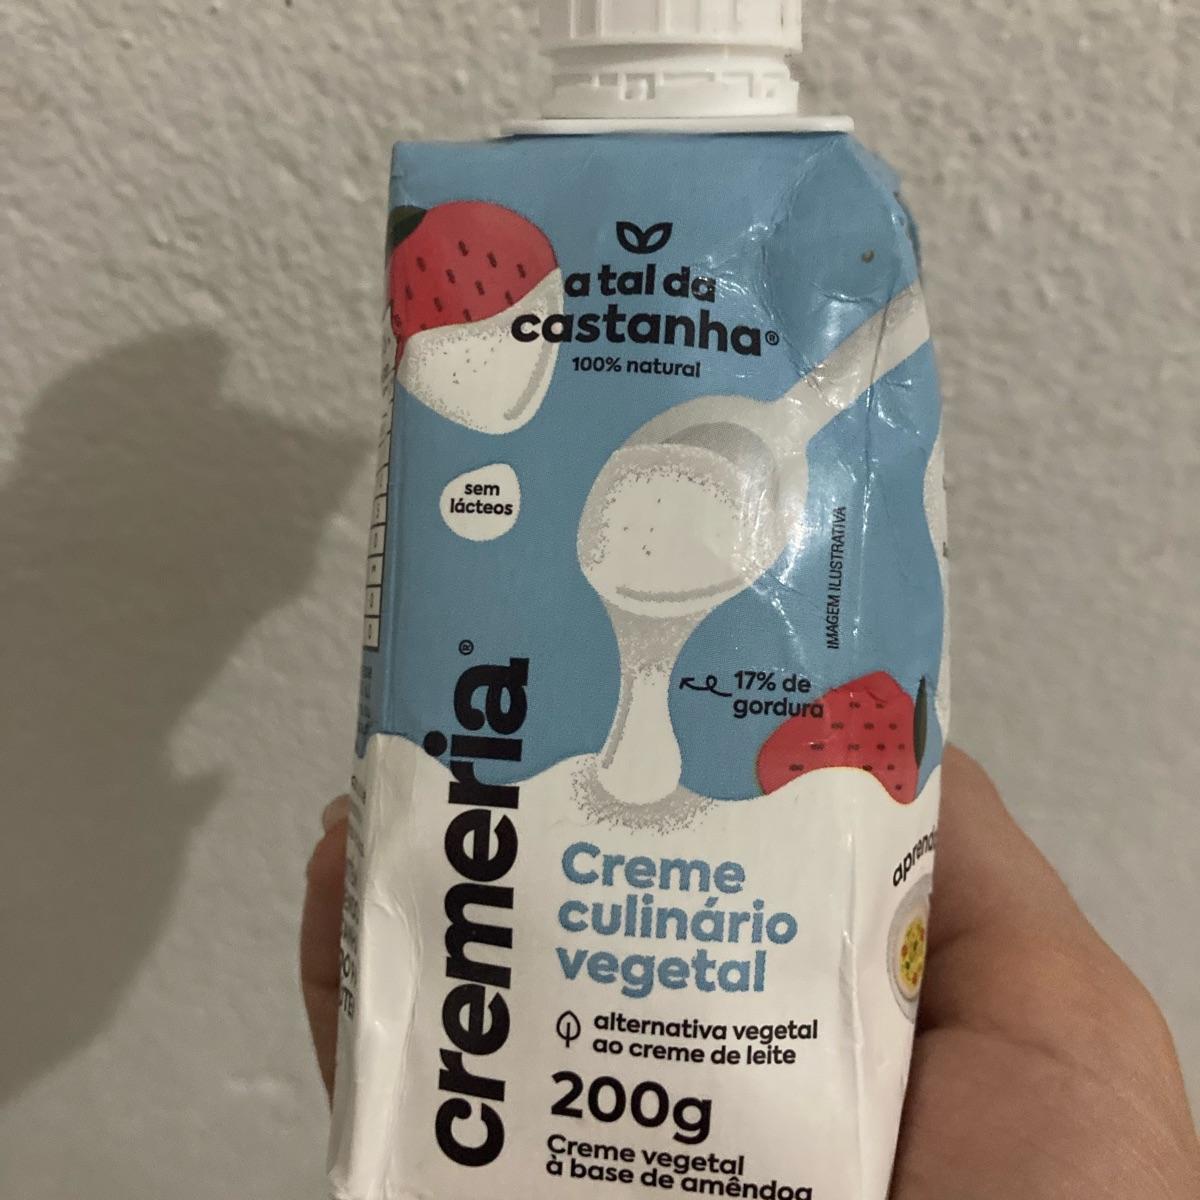 a tal da
castanha®
100% natural
sem
lácteos
IMAGEM ILUSTRATIVA
17% de
gordura
cremeria®
Creme
culinário
vegetal
alternativa vegetal
ao creme de leite
200g
Creme vegetal
à base de amêndoa